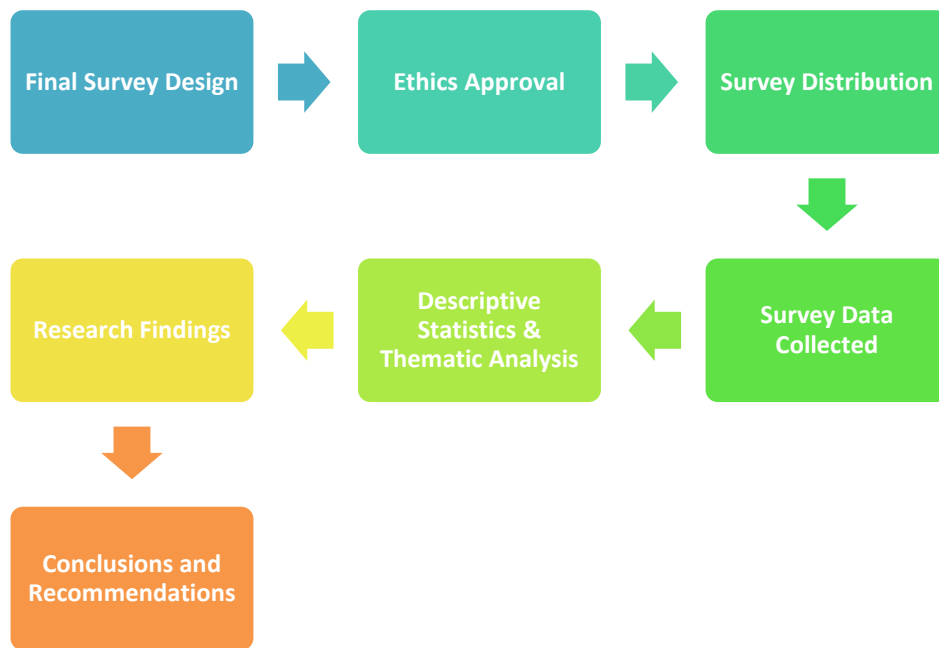 Final Survey Design
Ethics Approval
Survey Distribution
Survey Data
Collected
Descriptive
Statistics &
Thematic Analysis
Research Findings
Conclusions and
Recommendations